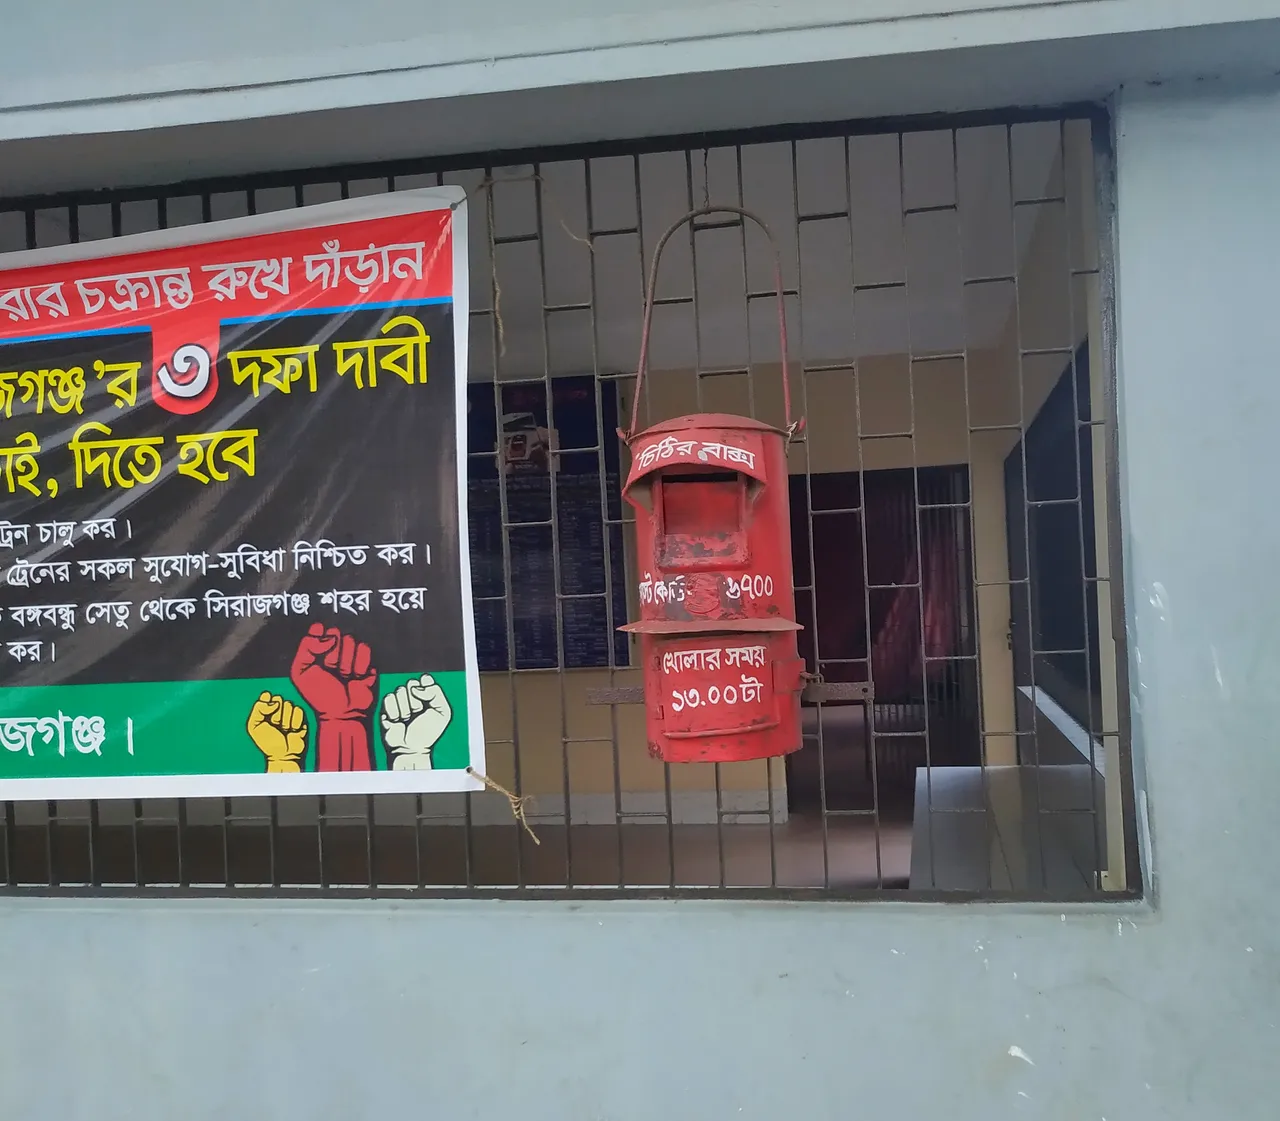 চক্রান্ত রুখে দাঁড়ান
জগঞ্জ'র ৩ দফা দাবী
দিতে হবে
ট্রেন চালু কর।
ট্রেনের সকল সুযোগ-সুবিধা নিশ্চিত কর।
বঙ্গবন্ধু সেতু থেকে সিরাজগঞ্জ শহর হয়ে
কর।
জগঞ্জ।
চিঠির বাক্স
৬৭০০
খোলার সময়
১৩.০০টা